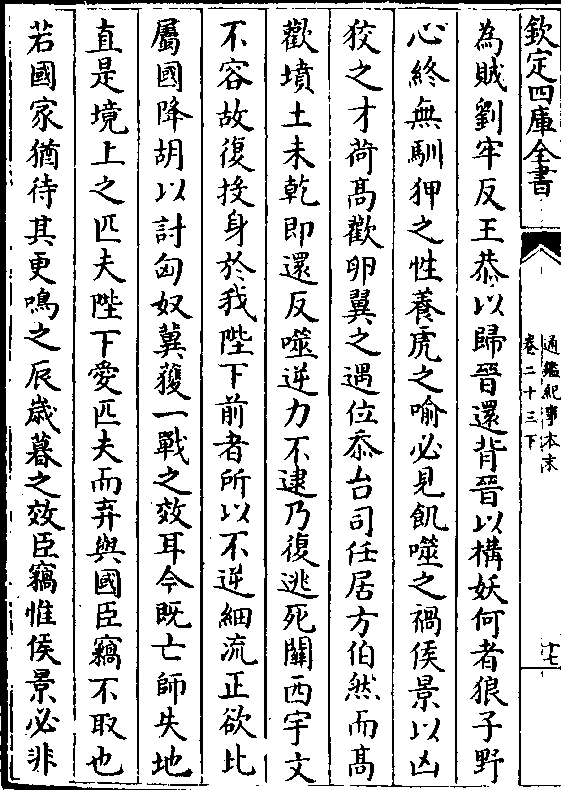 欽定四庫全書
通鑑紀事本末
卷二十三下
十七
為賊劉牢反王恭以歸晉還背晉以構妖何者狼子野
心終無馴狎之性養虎之喻必見飢噬之禍侯景以凶
狡之才荷髙歡卵翼之遇位忝台司任居方伯然而髙
歡墳土未乾即還反噬逆力不逮乃復逃死關西宇文
不容故復投身於我陛下前者所以不逆細流正欲比
屬國降胡以討匈奴冀獲一戰之效耳今既亡師失地
直是境上之匹夫陛下愛匹夫而弃與國臣竊不取也
若國家猶待其更鳴之辰歳暮之效臣竊惟侯景必非